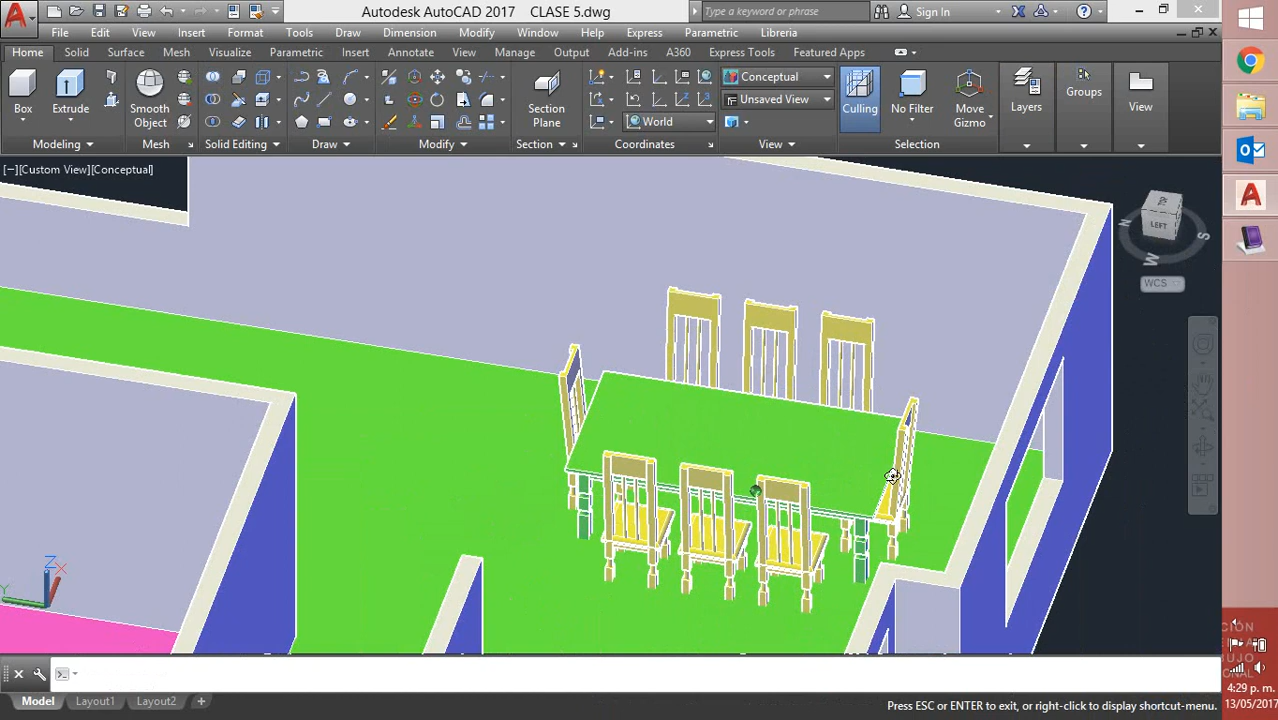 Autodesk AutoCAD 2017 CLASE 5.dwg
Type a keyword or phrase
Sign In
File Edit View Insert Format Tools Draw Dimension Modify Window Help Express Parametric Libreria
Home Solid Surface Mesh Visualize Parametric Insert Annotate View Manage Output Add-ins A360 Express Tools Featured Apps
Conceptual
Unsaved View
World
Box
Extrude
Smooth
Object
Section
Plane
Culling
No Filter
Move
Gizmo
Layers
Groups
View
Modeling Mesh Solid Editing Draw Modify Section Coordinates View Selection
[−][Custom View][Conceptual]
LEFT
N
S
W
WCS
Z
X
Y
Model Layout1 Layout2 +
Press ESC or ENTER to exit, or right-click to display shortcut-menu.
4:29 p. m.
13/05/2017